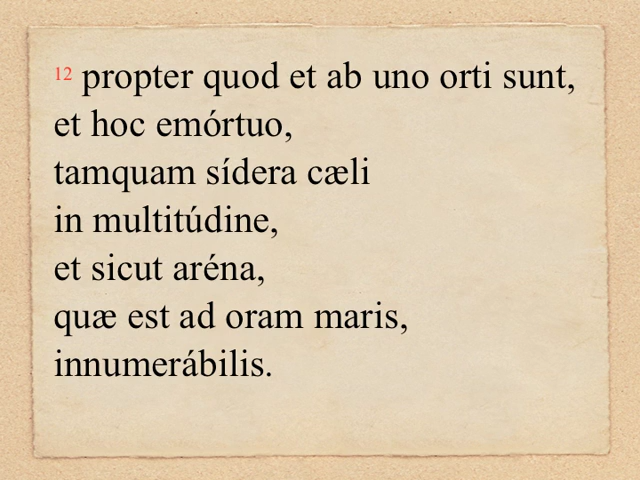 12 propter quod et ab uno orti sunt,
et hoc emórtuo,
tamquam sídera cæli
in multitúdine,
et sicut aréna,
quæ est ad oram maris,
innumerábilis.